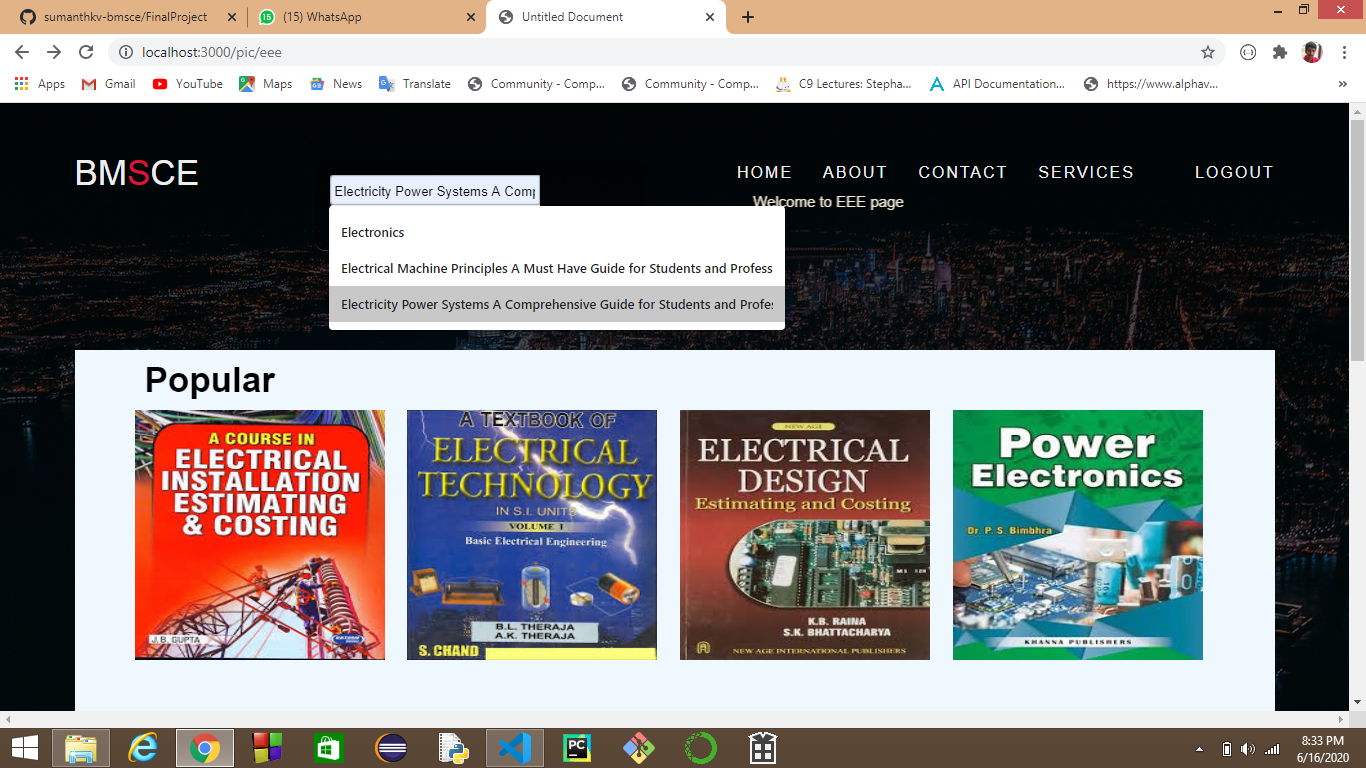 sumanthkv-bmsce/FinalProject
(15) WhatsApp
Untitled Document
localhost:3000/pic/eee
Apps
Gmail
YouTube
Maps
News
Translate
Community - Comp...
Community - Comp...
C9 Lectures: Stepha...
API Documentation...
https://www.alphav...
BMSCE
HOME ABOUT CONTACT SERVICES LOGOUT
Electricity Power Systems A Comp
Welcome to EEE page
Electronics
Electrical Machine Principles A Must Have Guide for Students and Profess
Electricity Power Systems A Comprehensive Guide for Students and Profes
Popular
A COURSE IN
ELECTRICAL
INSTALLATION
ESTIMATING
& COSTING
J.B. GUPTA
A TEXTBOOK OF
ELECTRICAL
TECHNOLOGY
IN S.I. UNITS
VOLUME I
Basic Electrical Engineering
B.L. THERAJA
A.K. THERAJA
S. CHAND
NEW AGE
ELECTRICAL
DESIGN
Estimating and Costing
K.B. RAINA
S.K. BHATTACHARYA
NEW AGE INTERNATIONAL PUBLISHERS
Power
Electronics
Dr. P. S. Bimbhra
KHANNA PUBLISHERS
PC
8:33 PM
6/16/2020